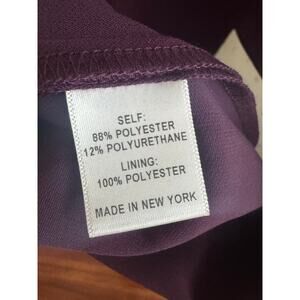 SELF:
88% POLYESTER
12% POLYURETHANE
LINING:
100% POLYESTER
MADE IN NEW YORK